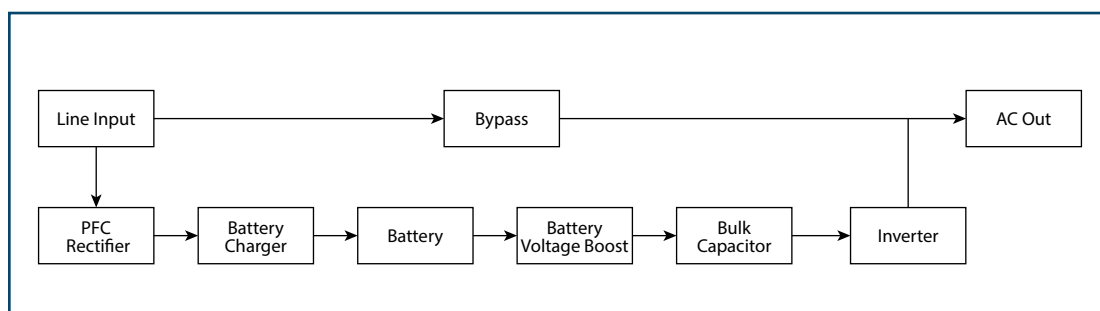 Line Input
Bypass
AC Out
PFC
Rectifier
Battery
Charger
Battery
Battery
Voltage Boost
Bulk
Capacitor
Inverter